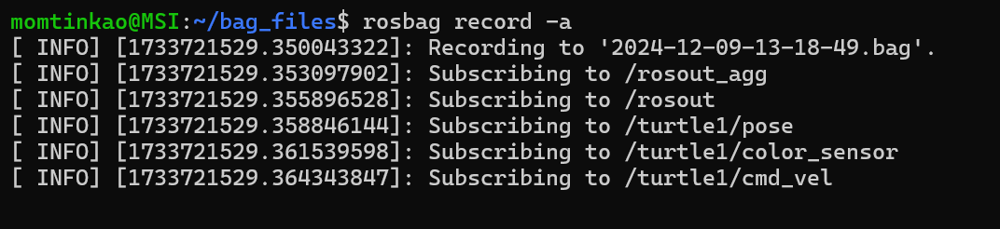 momtinkao@MSI:~/bag_files$ rosbag record -a
[ INFO] [1733721529.350043322]: Recording to '2024-12-09-13-18-49.bag'.
[ INFO] [1733721529.353097902]: Subscribing to /rosout_agg
[ INFO] [1733721529.355896528]: Subscribing to /rosout
[ INFO] [1733721529.358846144]: Subscribing to /turtle1/pose
[ INFO] [1733721529.361539598]: Subscribing to /turtle1/color_sensor
[ INFO] [1733721529.364343847]: Subscribing to /turtle1/cmd_vel